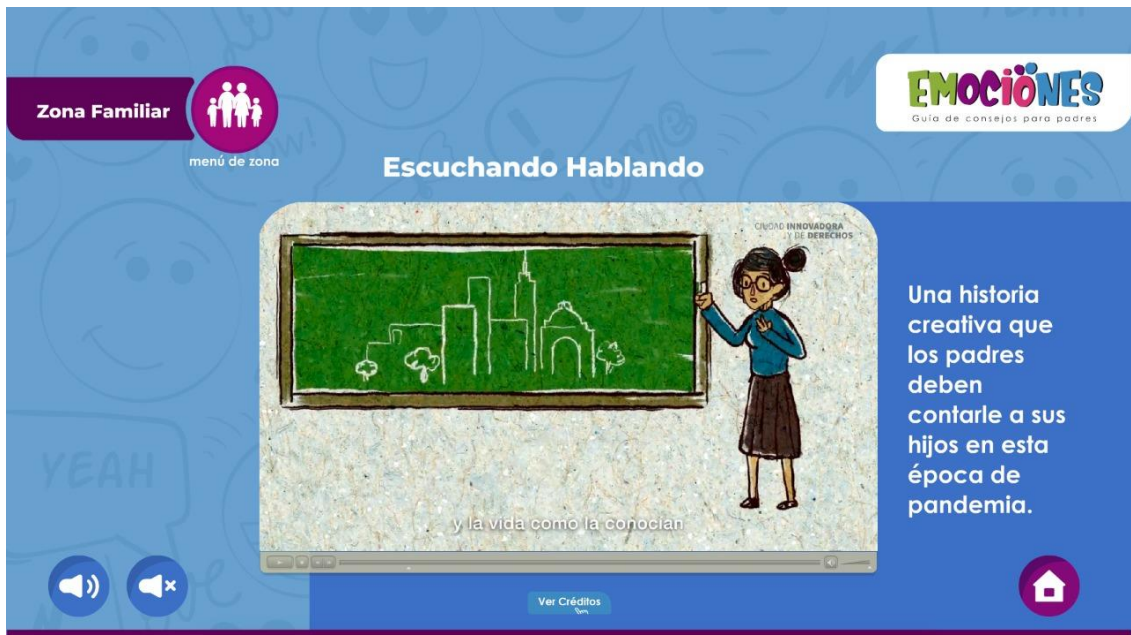 Zona Familiar
menú de zona
EMOCIÖNES
Guía de consejos para padres
Escuchando Hablando
CIUDAD INNOVADORA
Y DE DERECHOS
y la vida como la conocían
Una historia
creativa que
los padres
deben
contarle a sus
hijos en esta
época de
pandemia.
YEAH
Ver Créditos